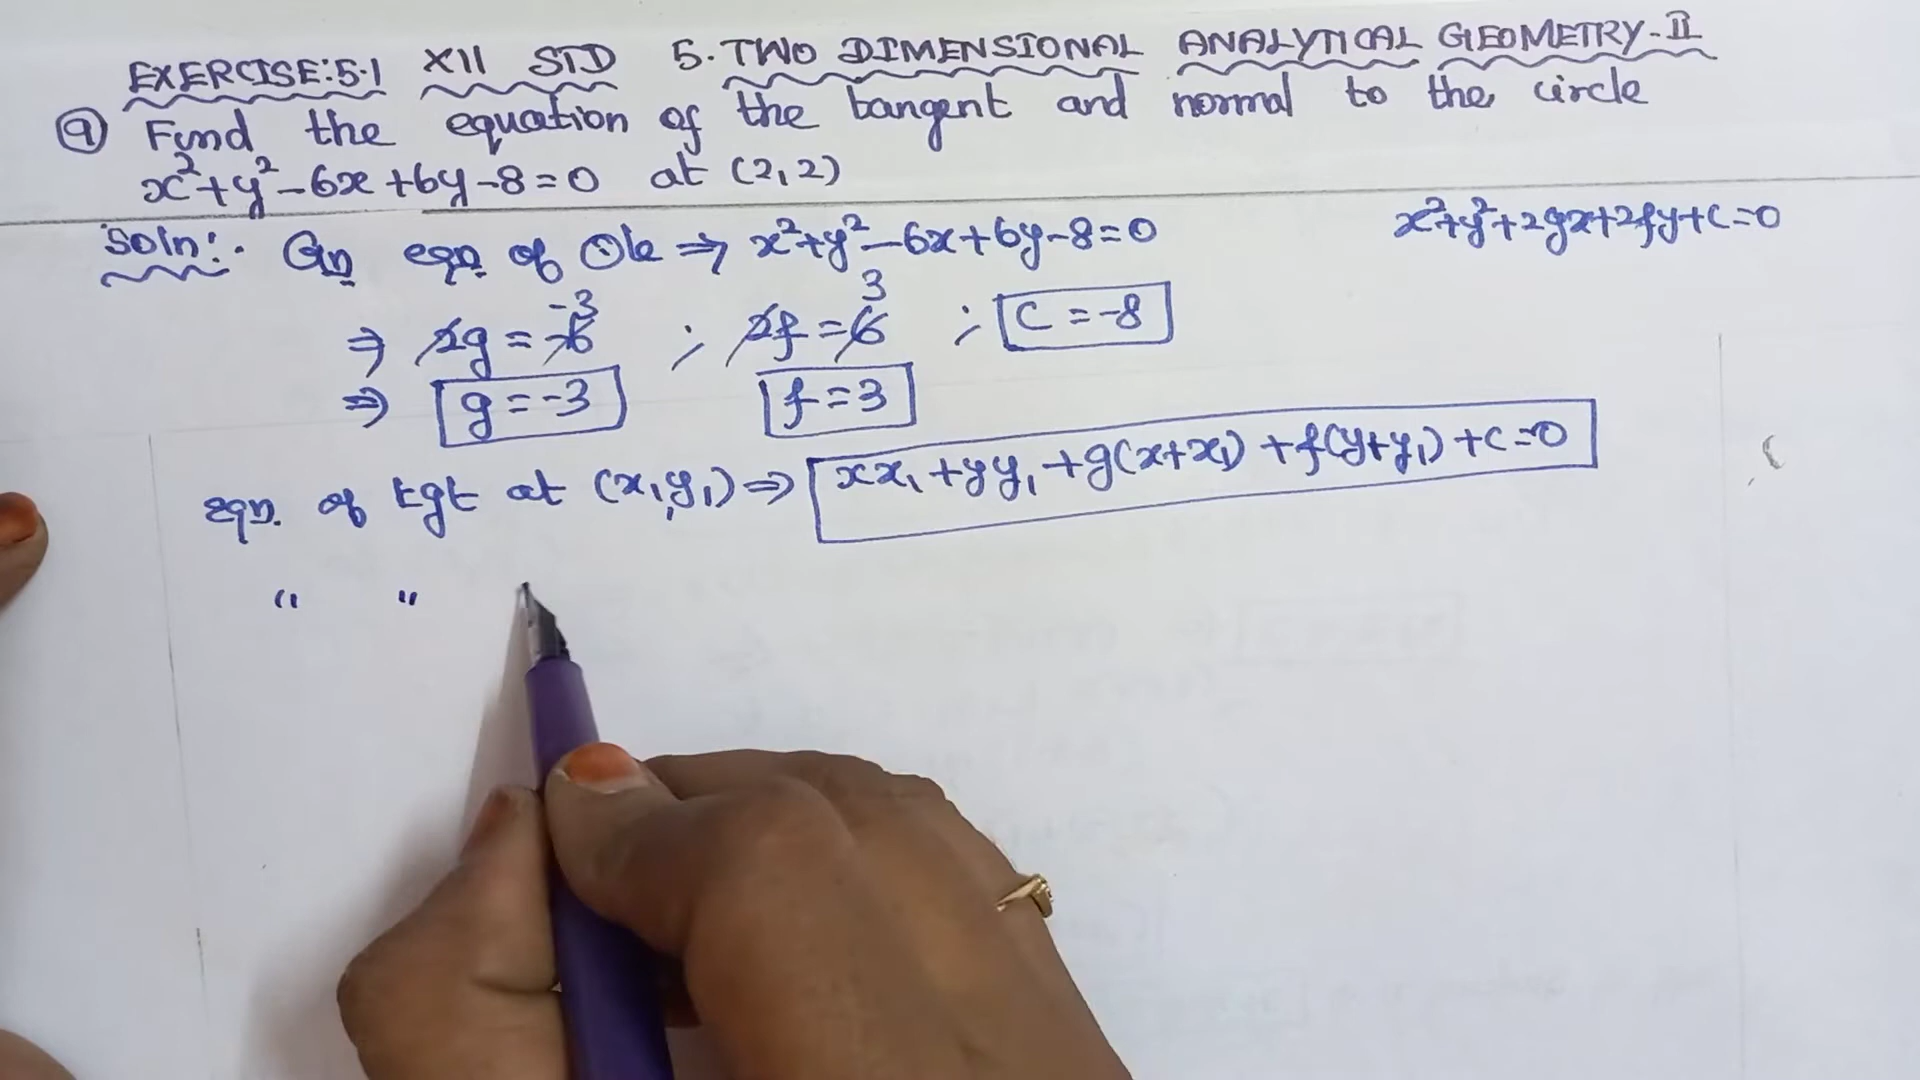 EXERCISE:5.1 XII STD 5.TWO DIMENSIONAL ANALYTICAL GEOMETRY-II
⑨ Find the equation of the tangent and normal to the circle
x²+y²-6x+6y-8=0 at (2,2)
Soln:. Gn eqn. of ⊙le ⇒ x²+y²-6x+6y-8=0
x²+y²+2gx+2fy+c=0
-3 3
⇒ 2g = -6 ; 2f = 6 ; C = -8
⇒ g = -3 f = 3
eqn. of tgt at (x₁,y₁) ⇒ xx₁+yy₁+g(x+x₁)+f(y+y₁)+c=0
" "